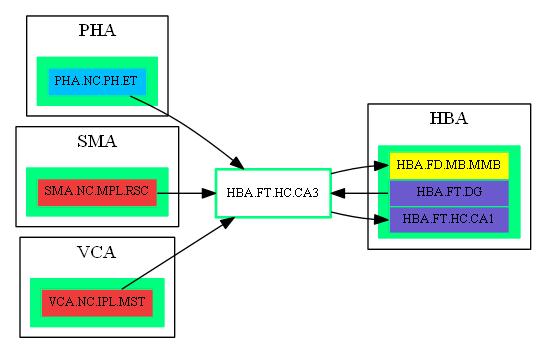 PHA
PHA.NC.PH.ET
SMA
SMA.NC.MPL.RSC
VCA
VCA.NC.IPL.MST
HBA.FT.HC.CA3
HBA
HBA.FD.MB.MMB
HBA.FT.DG
HBA.FT.HC.CA1